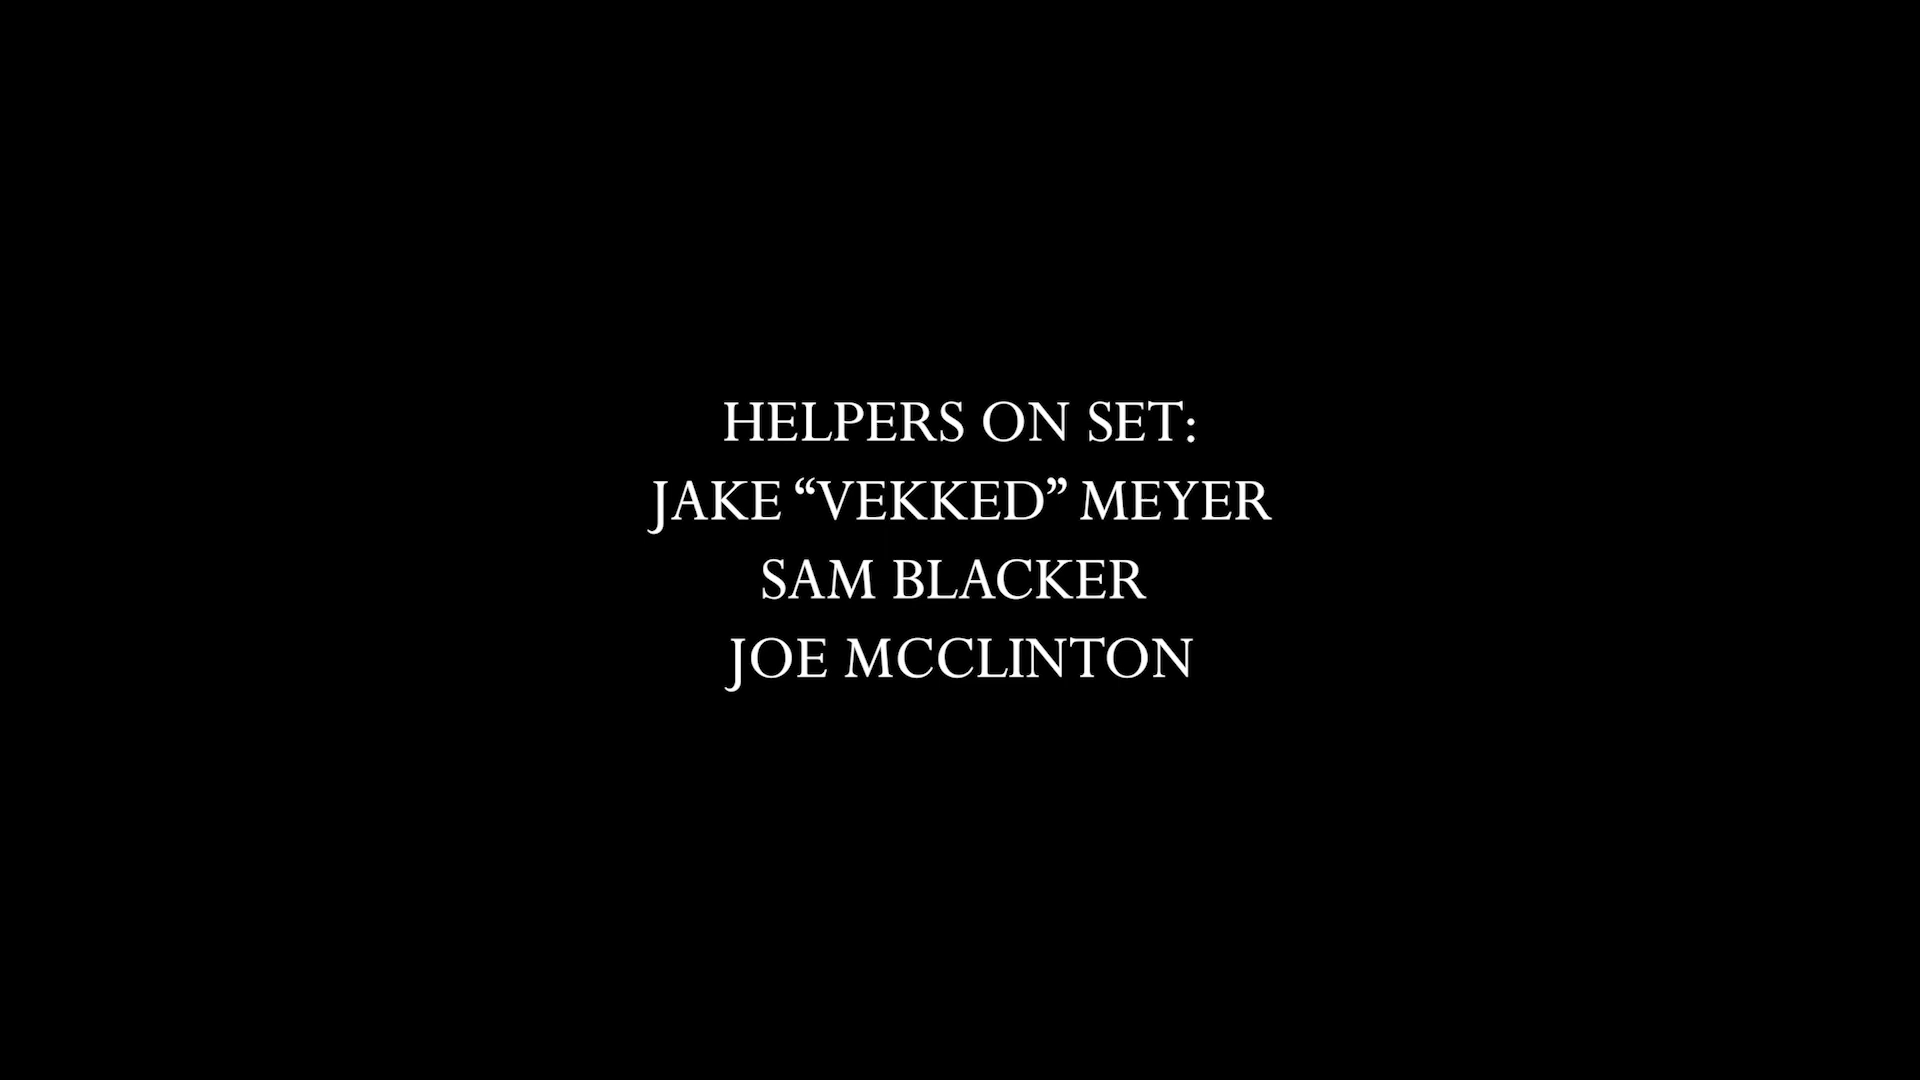 HELPERS ON SET:
JAKE “VEKKED” MEYER
SAM BLACKER
JOE MCCLINTON